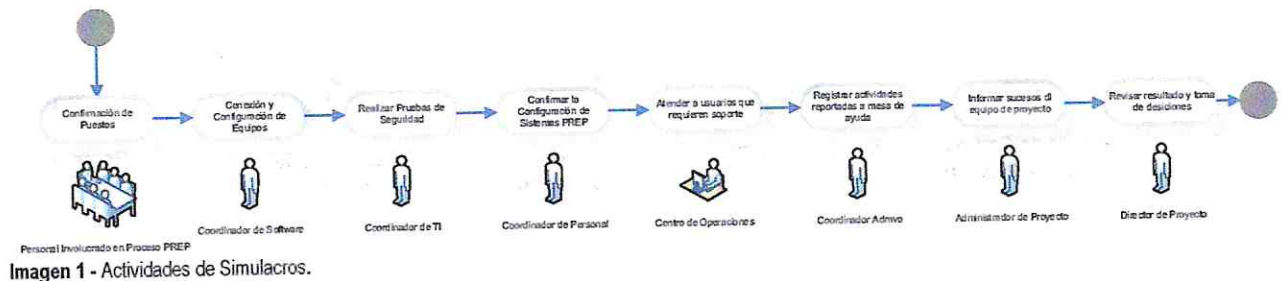 Confirmación de
Puestos
Conexión y
Configuración de
Equipos
Realizar Pruebas de
Seguridad
Confirmar la
Configuración de
Sistemas PREP
Atender a usuarios que
requieren soporte
Registrar actividades
reportadas a mesa de
ayuda
Informar sucesos al
equipo de proyecto
Revisar resultado y toma
de desiciones
Personal Involucrado en Proceso PREP
Coordinador de Software
Coordinador de TI
Coordinador de Personal
Centro de Operaciones
Coordinador Admvo
Administrador de Proyecto
Director de Proyecto
Imagen 1 - Actividades de Simulacros.